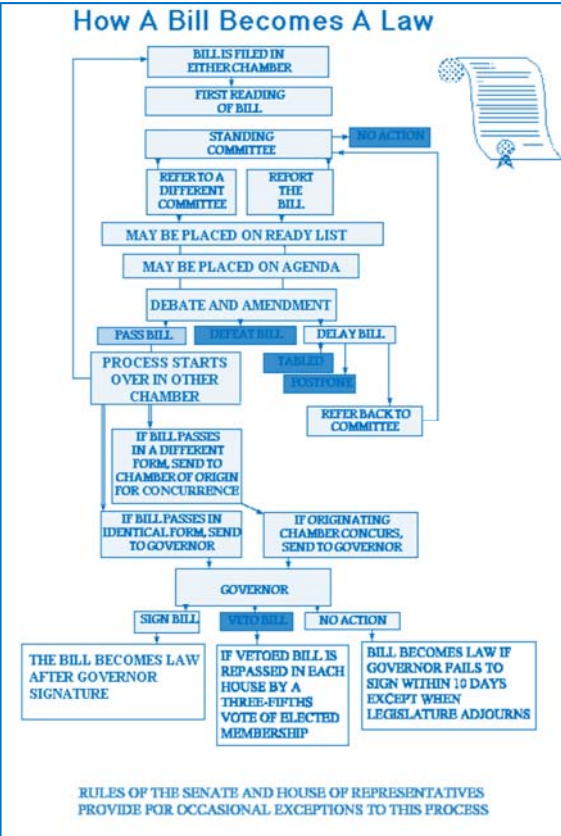 How A Bill Becomes A Law
BILL IS FILED IN
EITHER CHAMBER
FIRST READING
OF BILL
STANDING
COMMITTEE
NO ACTION
REFER TO A
DIFFERENT
COMMITTEE
REPORT
THE
BILL
MAY BE PLACED ON READY LIST
MAY BE PLACED ON AGENDA
DEBATE AND AMENDMENT
PASS BILL
DEFEAT BILL
DELAY BILL
TABLED
POSTPONE
PROCESS STARTS
OVER IN OTHER
CHAMBER
REFER BACK TO
COMMITTEE
IF BILL PASSES
IN A DIFFERENT
FORM, SEND TO
CHAMBER OF ORIGIN
FOR CONCURRENCE
IF BILL PASSES IN
IDENTICAL FORM, SEND
TO GOVERNOR
IF ORIGINATING
CHAMBER CONCURS,
SEND TO GOVERNOR
GOVERNOR
SIGN BILL
VETO BILL
NO ACTION
THE BILL BECOMES LAW
AFTER GOVERNOR
SIGNATURE
IF VETOED BILL IS
REPASSED IN EACH
HOUSE BY A
THREE-FIFTHS
VOTE OF ELECTED
MEMBERSHIP
BILL BECOMES LAW IF
GOVERNOR FAILS TO
SIGN WITHIN 10 DAYS
EXCEPT WHEN
LEGISLATURE ADJOURNS
RULES OF THE SENATE AND HOUSE OF REPRESENTATIVES
PROVIDE FOR OCCASIONAL EXCEPTIONS TO THIS PROCESS